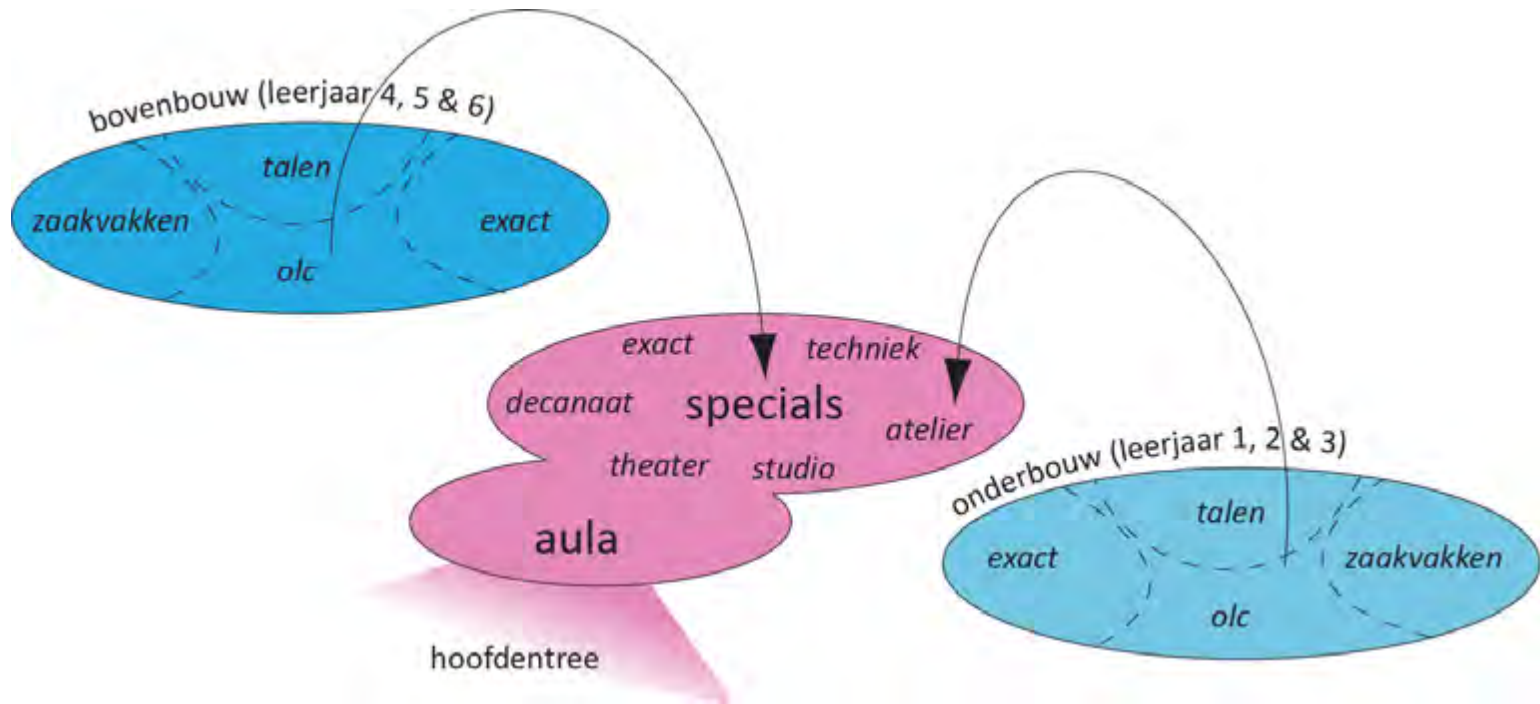 bovenbouw (leerjaar 4, 5 & 6)
talen
zaakvakken
exact
olc
exact
techniek
decanaat
specials
atelier
theater
studio
aula
hoofdentree
onderbouw (leerjaar 1, 2 & 3)
talen
exact
zaakvakken
olc